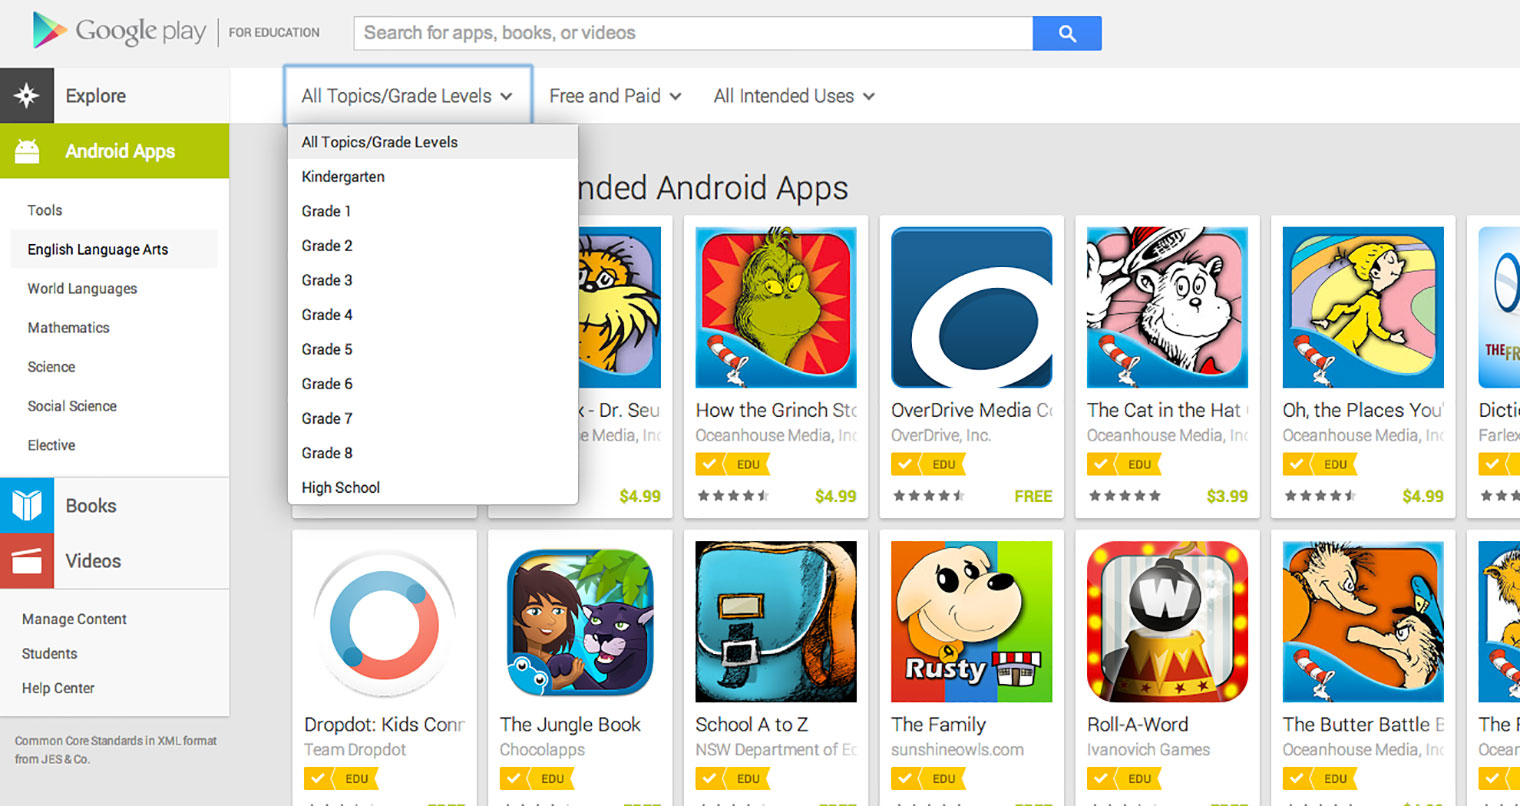 Google play FOR EDUCATION
Search for apps, books, or videos
Explore
All Topics/Grade Levels
Free and Paid
All Intended Uses
Android Apps
Tools
English Language Arts
World Languages
Mathematics
Science
Social Science
Elective
Books
Videos
Manage Content
Students
Help Center
Common Core Standards in XML format
from JES & Co.
All Topics/Grade Levels
Kindergarten
Grade 1
Grade 2
Grade 3
Grade 4
Grade 5
Grade 6
Grade 7
Grade 8
High School
nded Android Apps
x - Dr. Seu
se Media, Inc
$4.99
How the Grinch Sto
Oceanhouse Media, Inc
EDU
$4.99
OverDrive Media Co
OverDrive, Inc.
EDU
FREE
The Cat in the Hat
Oceanhouse Media, Inc
EDU
$3.99
Oh, the Places You'
Oceanhouse Media, Inc
EDU
$4.99
THEFR
Dictio
Farlex
Dropdot: Kids Conn
Team Dropdot
EDU
The Jungle Book
Chocolapps
EDU
School A to Z
NSW Department of Ed
EDU
Rusty
The Family
sunshineowls.com
EDU
W
Roll-A-Word
Ivanovich Games
EDU
The Butter Battle B
Oceanhouse Media, Inc
EDU
The F
Ocean